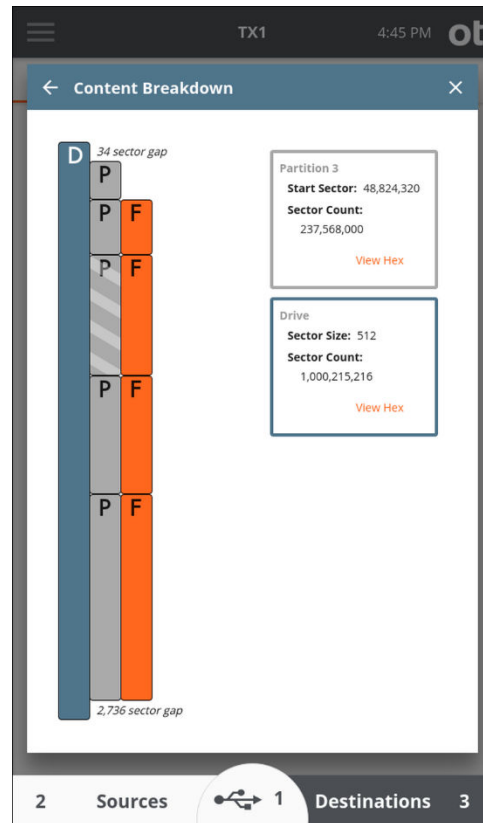 TX1
4:45 PM
ot
Content Breakdown
D
34 sector gap
P
P F
P F
P F
P F
2,736 sector gap
Partition 3
Start Sector: 48,824,320
Sector Count:
237,568,000
View Hex
Drive
Sector Size: 512
Sector Count:
1,000,215,216
View Hex
2 Sources
1
Destinations 3